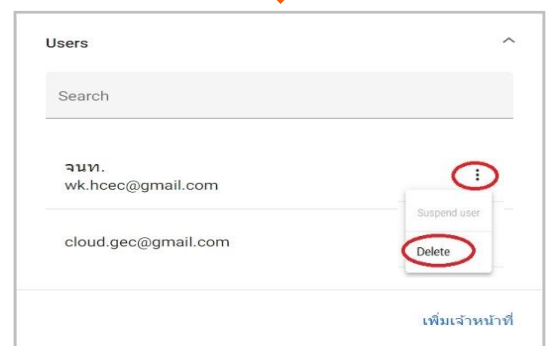 Users
Search
จนท.
wk.hcec@gmail.com
Suspend user
cloud.gec@gmail.com
Delete
เพิ่มเจ้าหน้าที่